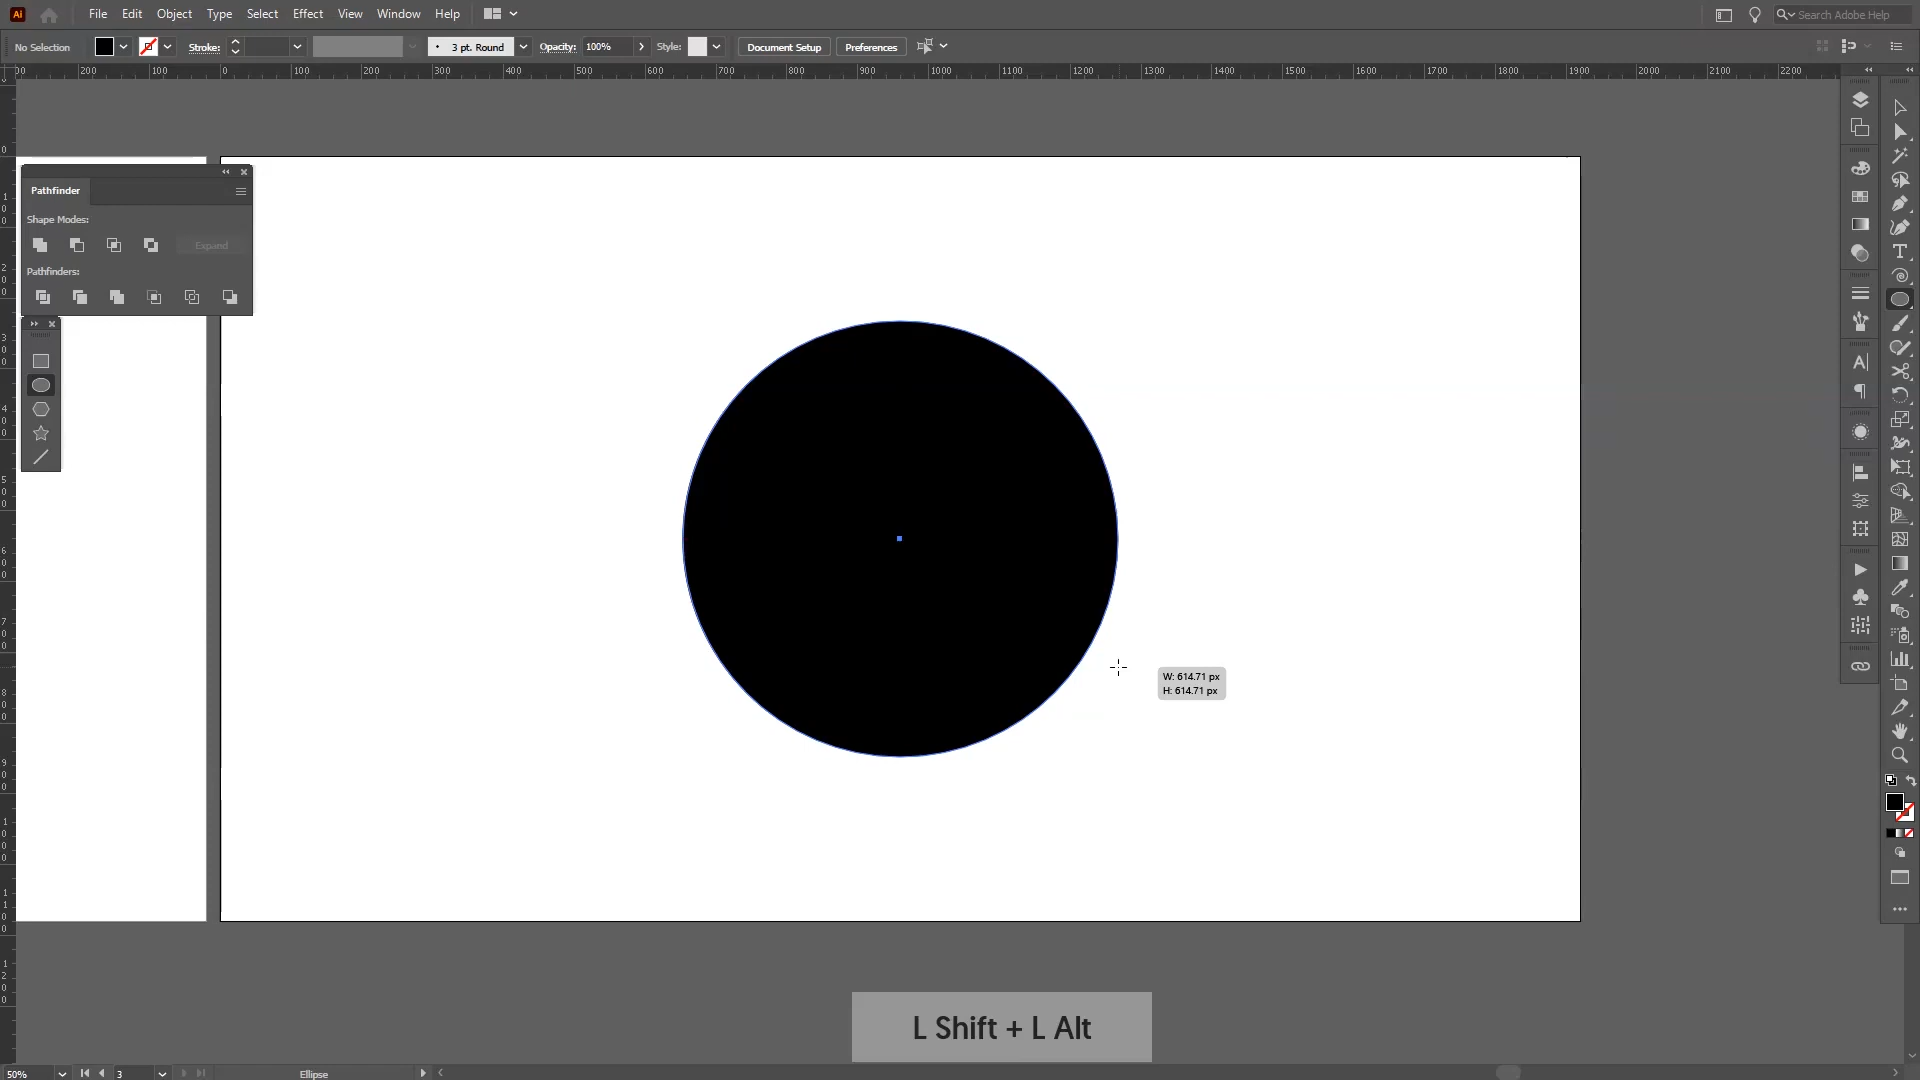 Ai File Edit Object Type Select Effect View Window Help Search Adobe Help
No Selection Stroke: 3 pt. Round Opacity: 100% Style: Document Setup Preferences
200 100 0 100 200 300 400 500 600 700 800 900 1000 1100 1200 1300 1400 1500 1600 1700 1800 1900 2000 2100 2200
Pathfinder
Shape Modes:
Expand
Pathfinders:
W: 614.71 px
H: 614.71 px
L Shift + L Alt
50% 3 Ellipse